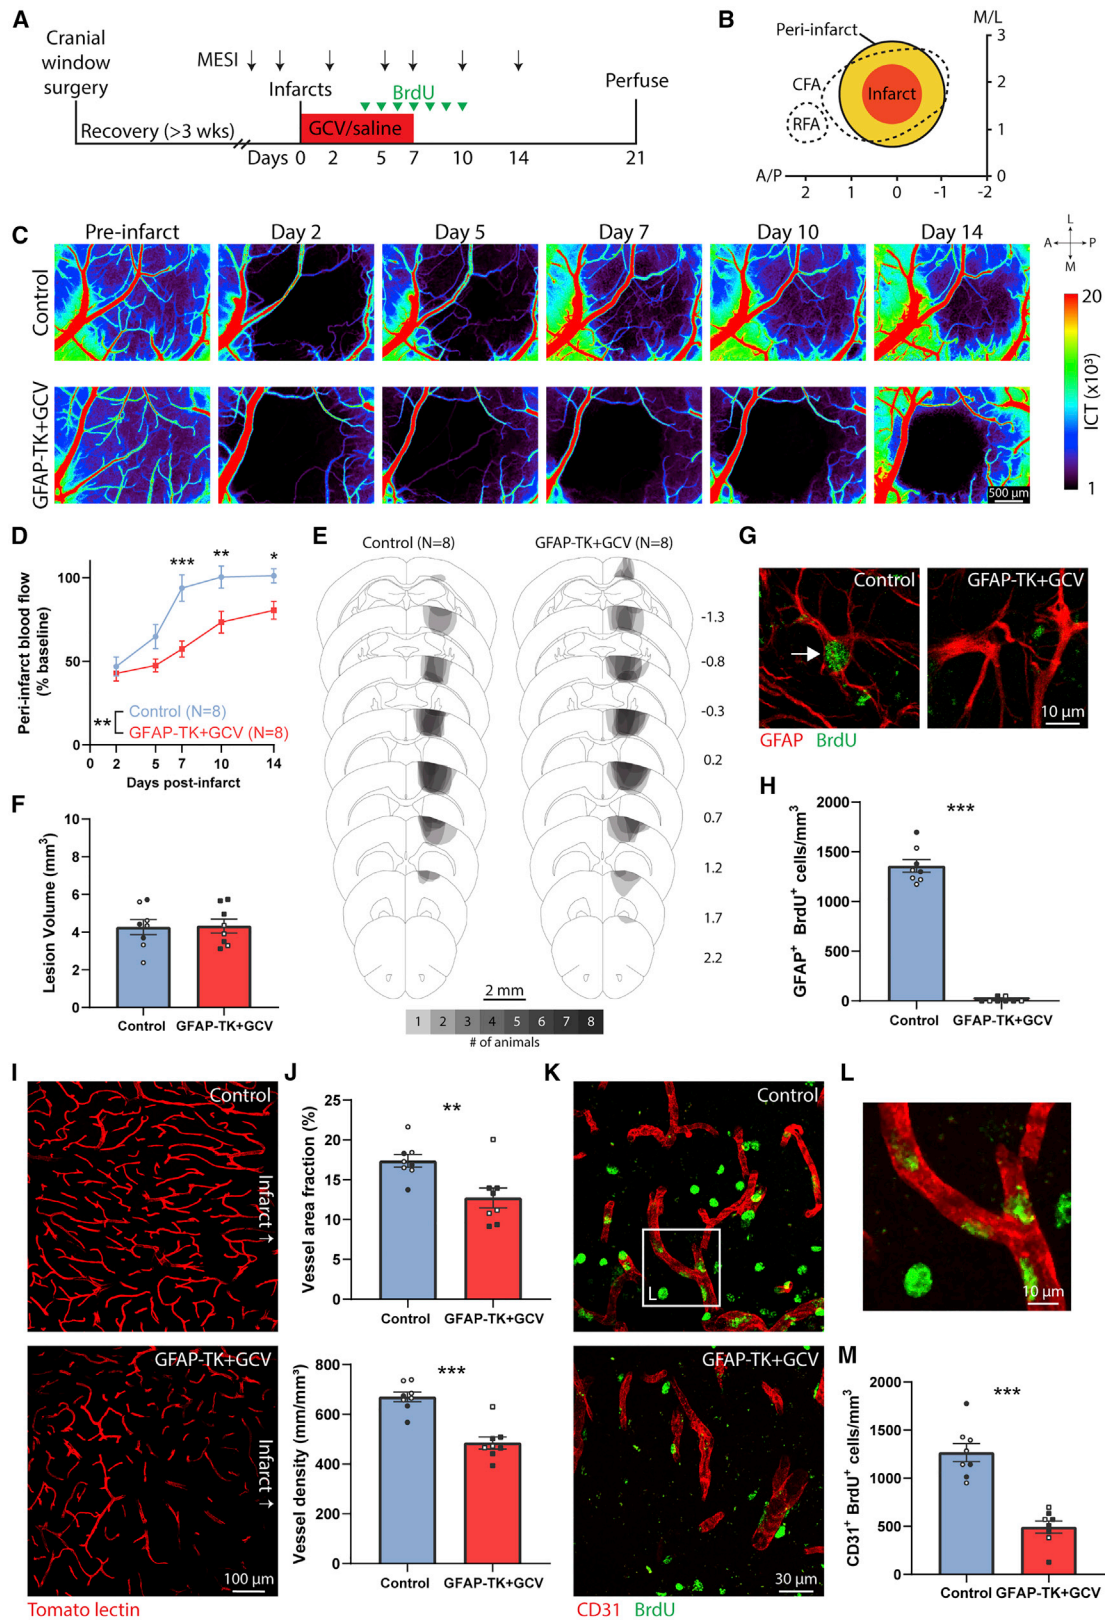 A
Cranial
window
surgery
MESI
Infarcts
BrdU
Perfuse
Recovery (>3 wks)
GCV/saline
Days 0 2 5 7 10 14 21
B
M/L
Peri-infarct
3
CFA
2
Infarct
RFA
1
A/P
0
2 1 0 -1 -2
C
Pre-infarct Day 2 Day 5 Day 7 Day 10 Day 14
L
A P
M
Control
GFAP-TK+GCV
500 µm
20
ICT (x10³)
1
D
*** ** *
100
50
0
Peri-infarct blood flow
(% baseline)
** Control (N=8)
GFAP-TK+GCV (N=8)
0 2 5 7 10 14
Days post-infarct
E
Control (N=8) GFAP-TK+GCV (N=8)
-1.3
-0.8
-0.3
0.2
0.7
1.2
1.7
2.2
2 mm
1 2 3 4 5 6 7 8
# of animals
F
Lesion Volume (mm³)
10
8
6
4
2
0
Control GFAP-TK+GCV
G
Control GFAP-TK+GCV
10 µm
GFAP BrdU
H
GFAP⁺ BrdU⁺ cells/mm³
2000
1500
1000
500
0
***
Control GFAP-TK+GCV
I
Control
Infarct →
GFAP-TK+GCV
Infarct →
100 µm
Tomato lectin
J
Vessel area fraction (%)
25
20
15
10
5
0
**
Control GFAP-TK+GCV
Vessel density (mm/mm³)
800
600
400
200
0
***
Control GFAP-TK+GCV
K
Control
L
GFAP-TK+GCV
30 µm
CD31 BrdU
L
10 µm
M
CD31⁺ BrdU⁺ cells/mm³
2000
1500
1000
500
0
***
Control GFAP-TK+GCV